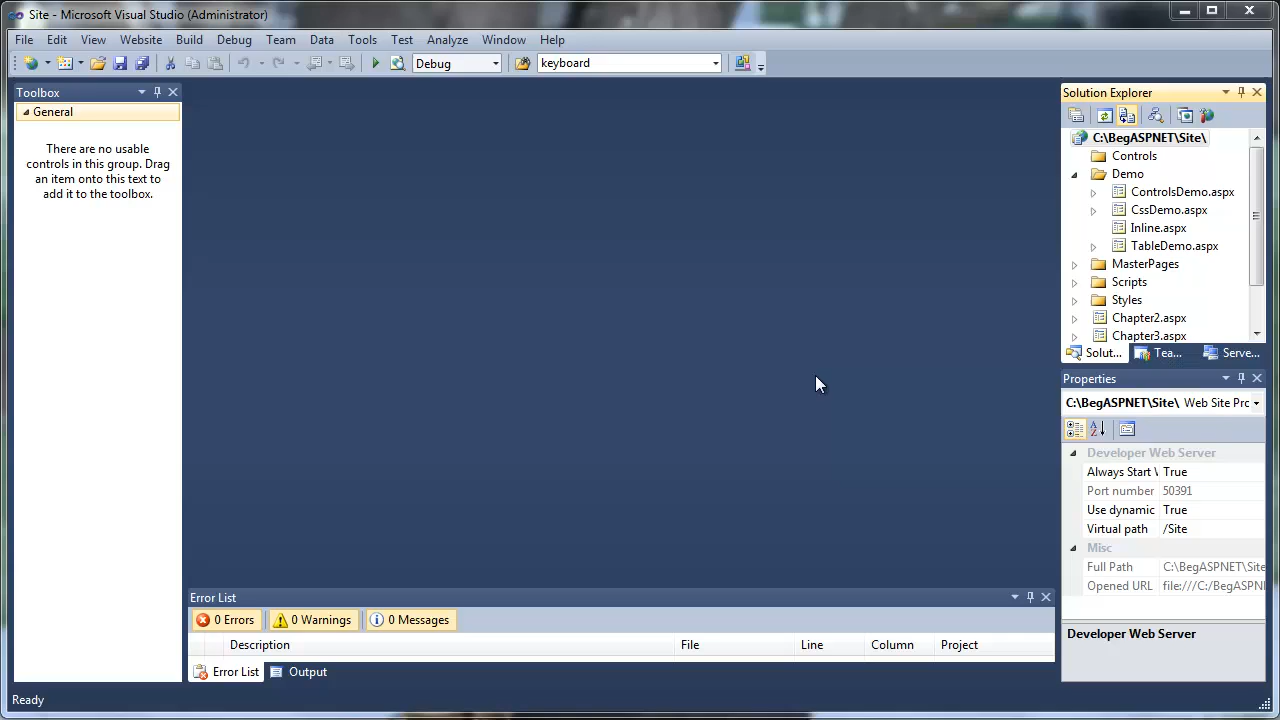 Site - Microsoft Visual Studio (Administrator)
File Edit View Website Build Debug Team Data Tools Test Analyze Window Help
Debug keyboard
Toolbox
General
There are no usable
controls in this group. Drag
an item onto this text to
add it to the toolbox.
Solution Explorer
C:\BegASPNET\Site\
Controls
Demo
ControlsDemo.aspx
CssDemo.aspx
Inline.aspx
TableDemo.aspx
MasterPages
Scripts
Styles
Chapter2.aspx
Chapter3.aspx
Solut... Tea... Serve...
Properties
C:\BegASPNET\Site\ Web Site Prc
Developer Web Server
Always Start V True
Port number 50391
Use dynamic True
Virtual path /Site
Misc
Full Path C:\BegASPNET\Site
Opened URL file:///C:/BegASPNI
Developer Web Server
Error List
0 Errors 0 Warnings 0 Messages
Description File Line Column Project
Error List Output
Ready